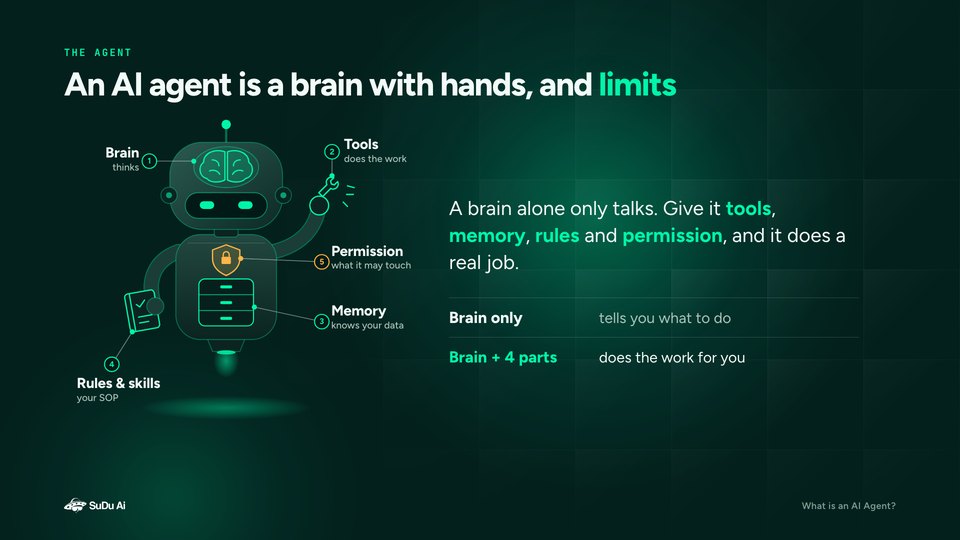 THE AGENT
An AI agent is a brain with hands, and limits
Brain
thinks
1
2
Tools
does the work
5
Permission
what it may touch
3
Memory
knows your data
4
Rules & skills
your SOP
A brain alone only talks. Give it tools,
memory, rules and permission, and it does a
real job.
Brain only tells you what to do
Brain + 4 parts does the work for you
SuDu Ai
What is an AI Agent?